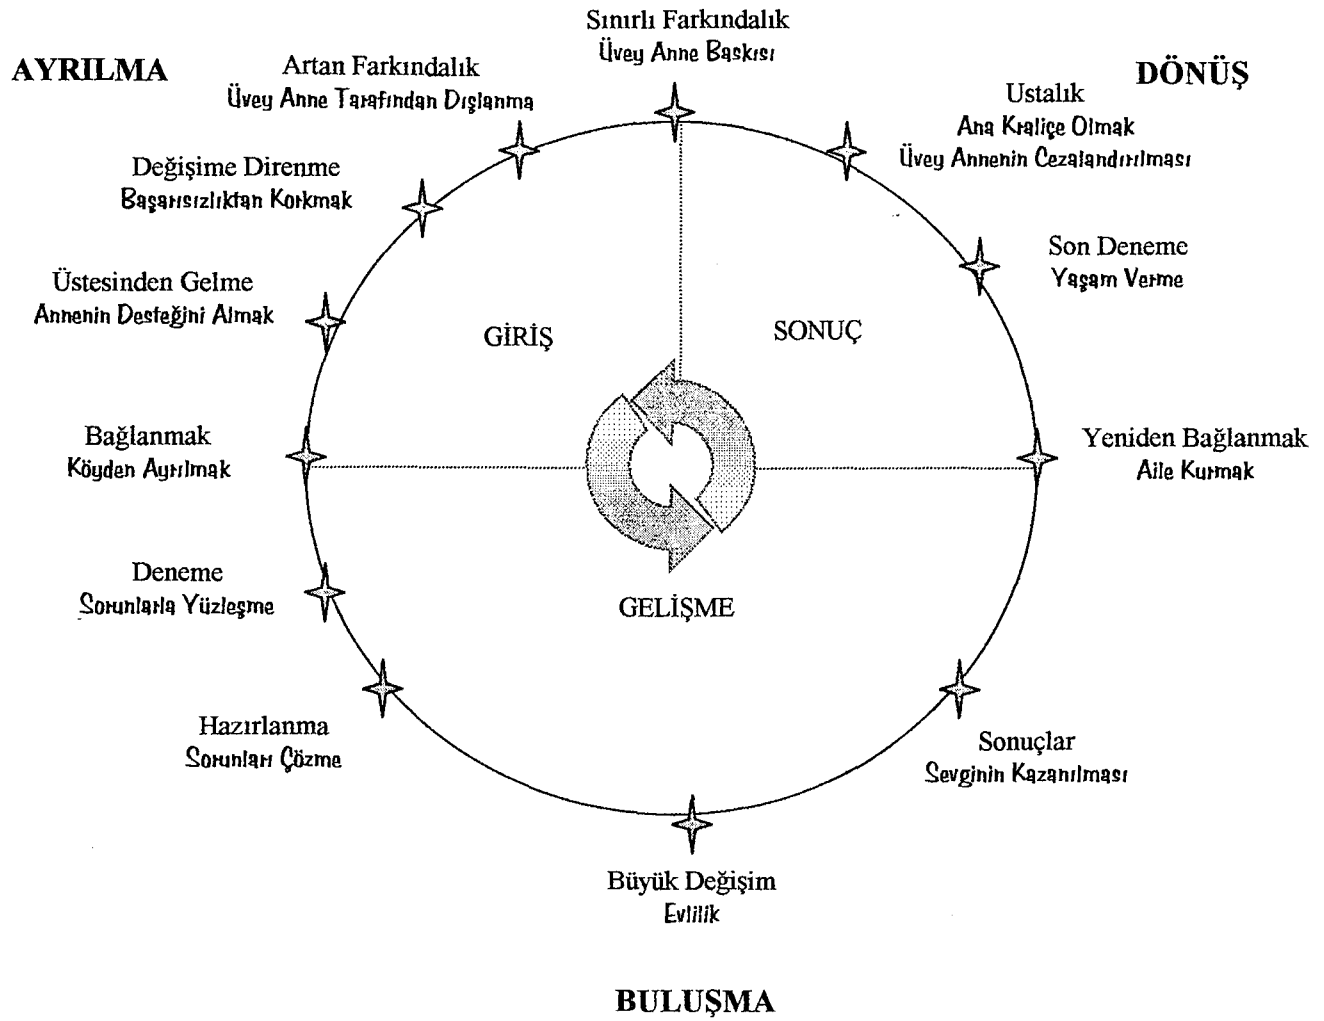 Sınırlı Farkındalık
Üvey Anne Baskısı
AYRILMA
DÖNÜŞ
Artan Farkındalık
Üvey Anne Tarafından Dışlanma
Ustalık
Ana Kraliçe Olmak
Üvey Annenin Cezalandırılması
Değişime Direnme
Başarısızlıktan Korkmak
Son Deneme
Yaşam Verme
Üstesinden Gelme
Annenin Desteğini Almak
GİRİŞ
SONUÇ
Bağlanmak
Köyden Ayrılmak
Yeniden Bağlanmak
Aile Kurmak
Deneme
Sorunlarla Yüzleşme
GELİŞME
Hazırlanma
Sorunları Çözme
Sonuçlar
Sevginin Kazanılması
Büyük Değişim
Evlilik
BULUŞMA